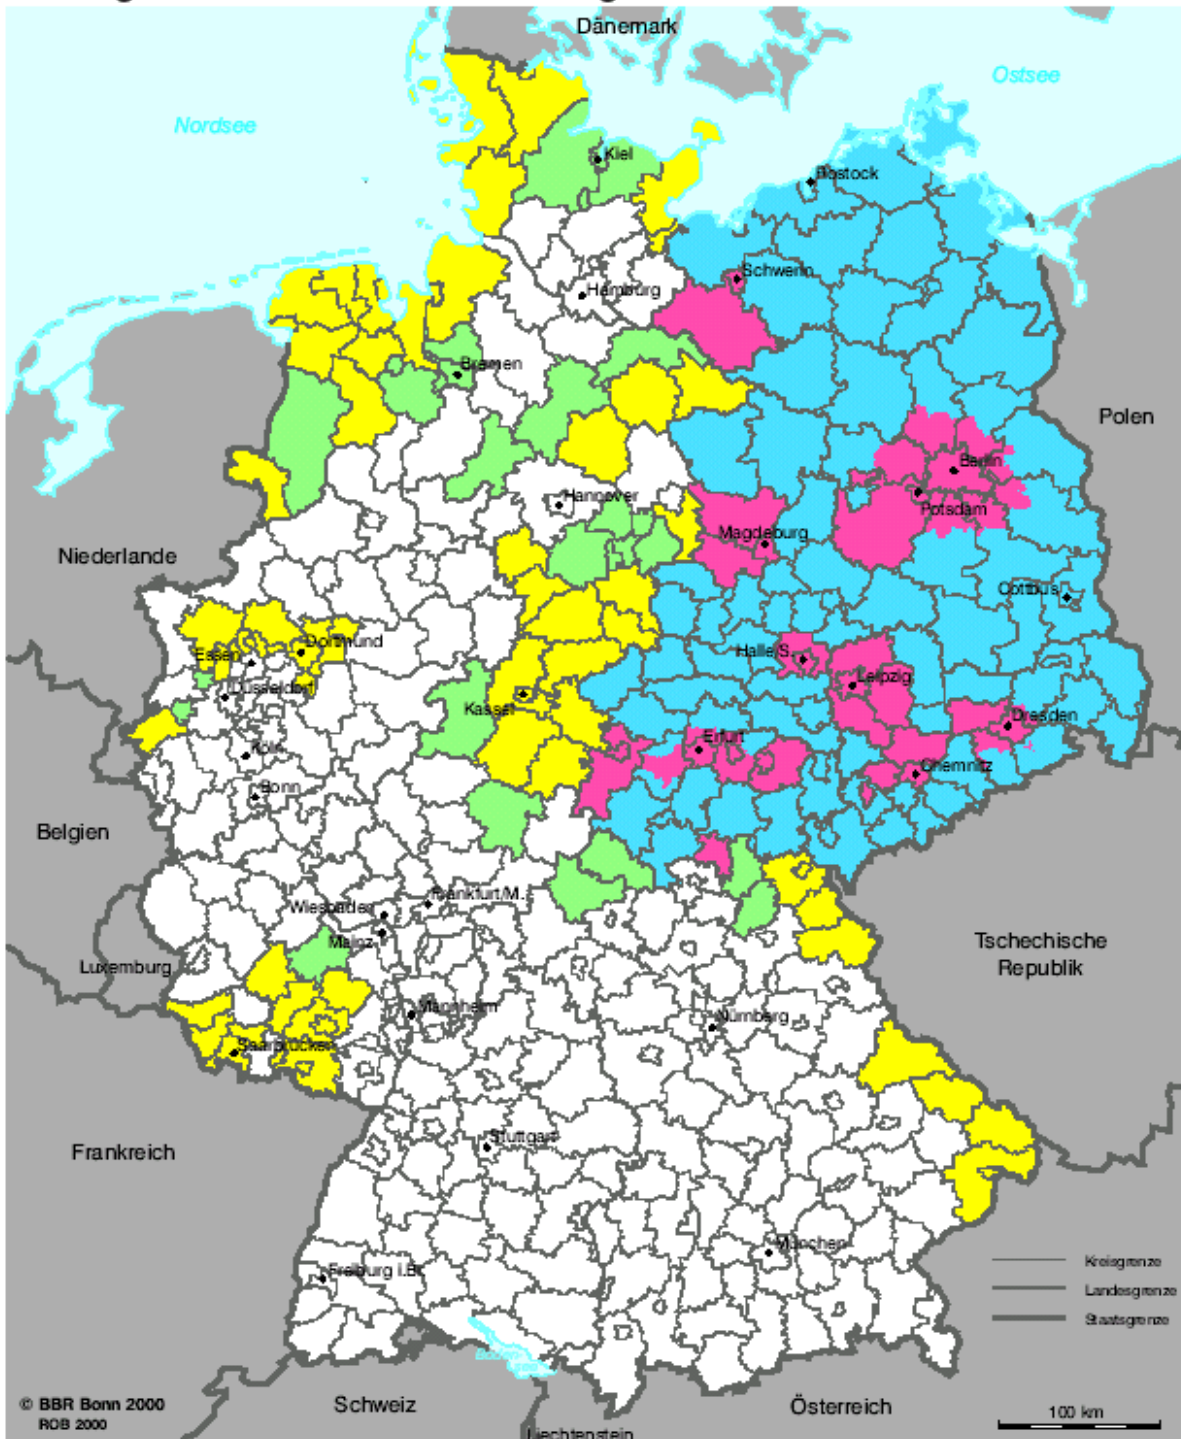 Dänemark
Ostsee
Nordsee
Kiel
Rostock
Schwerin
Hamburg
Bremen
Polen
Berlin
Hannover
Potsdam
Magdeburg
Niederlande
Cottbus
Dortmund
Essen
Halle/S.
Leipzig
Düsseldorf
Kassel
Dresden
Erfurt
Köln
Chemnitz
Bonn
Belgien
Frankfurt/M.
Wiesbaden
Mainz
Tschechische
Republik
Luxemburg
Mannheim
Nürnberg
Saarbrücken
Stuttgart
Frankreich
München
Freiburg i.Br.
Kreisgrenze
Landesgrenze
Staatsgrenze
© BBR Bonn 2000
ROB 2000
Schweiz
Österreich
100 km
Liechtenstein